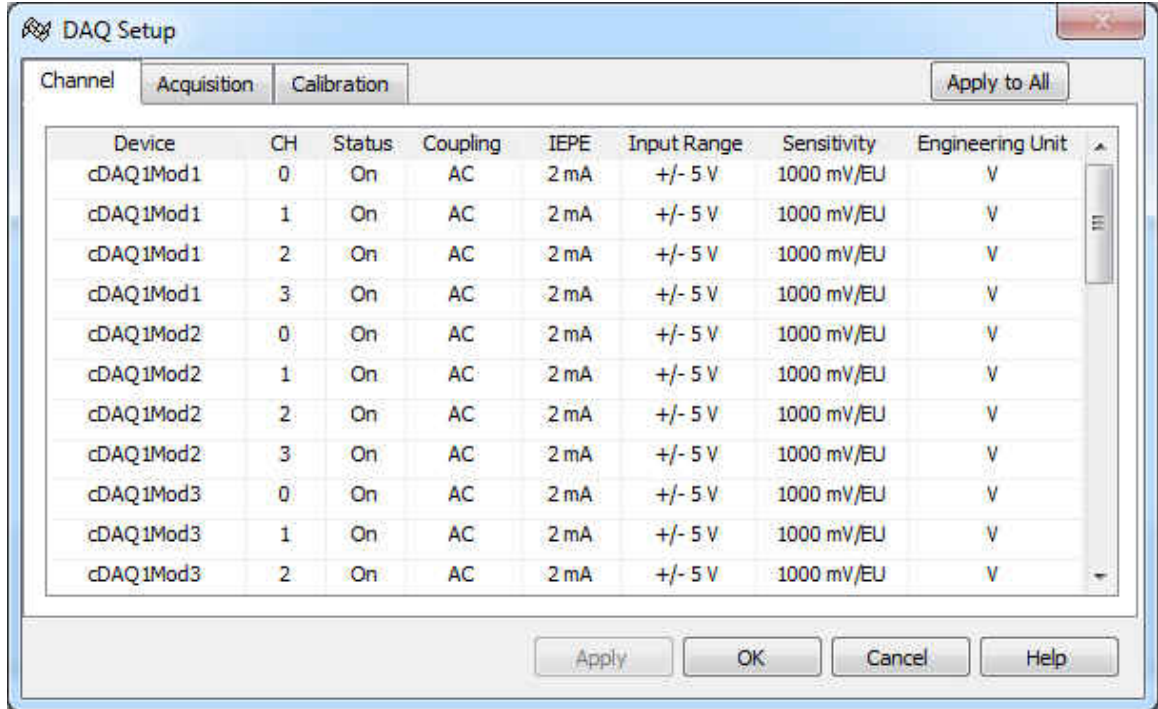 DAQ Setup
Channel Acquisition Calibration Apply to All
Device CH Status Coupling IEPE Input Range Sensitivity Engineering Unit
cDAQ1Mod1 0 On AC 2 mA +/- 5 V 1000 mV/EU V
cDAQ1Mod1 1 On AC 2 mA +/- 5 V 1000 mV/EU V
cDAQ1Mod1 2 On AC 2 mA +/- 5 V 1000 mV/EU V
cDAQ1Mod1 3 On AC 2 mA +/- 5 V 1000 mV/EU V
cDAQ1Mod2 0 On AC 2 mA +/- 5 V 1000 mV/EU V
cDAQ1Mod2 1 On AC 2 mA +/- 5 V 1000 mV/EU V
cDAQ1Mod2 2 On AC 2 mA +/- 5 V 1000 mV/EU V
cDAQ1Mod2 3 On AC 2 mA +/- 5 V 1000 mV/EU V
cDAQ1Mod3 0 On AC 2 mA +/- 5 V 1000 mV/EU V
cDAQ1Mod3 1 On AC 2 mA +/- 5 V 1000 mV/EU V
cDAQ1Mod3 2 On AC 2 mA +/- 5 V 1000 mV/EU V
Apply OK Cancel Help